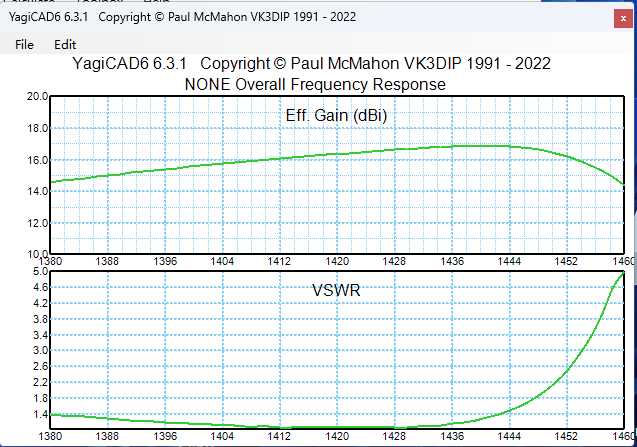 YagiCAD6 6.3.1 Copyright © Paul McMahon VK3DIP 1991 - 2022
x
File Edit
YagiCAD6 6.3.1 Copyright © Paul McMahon VK3DIP 1991 - 2022
NONE Overall Frequency Response
Eff. Gain (dBi)
20.0
18.0
16.0
14.0
12.0
10.0
1380 1388 1396 1404 1412 1420 1428 1436 1444 1452 1460
VSWR
5.0
4.6
4.2
3.8
3.4
3.0
2.6
2.2
1.8
1.4
1380 1388 1396 1404 1412 1420 1428 1436 1444 1452 1460